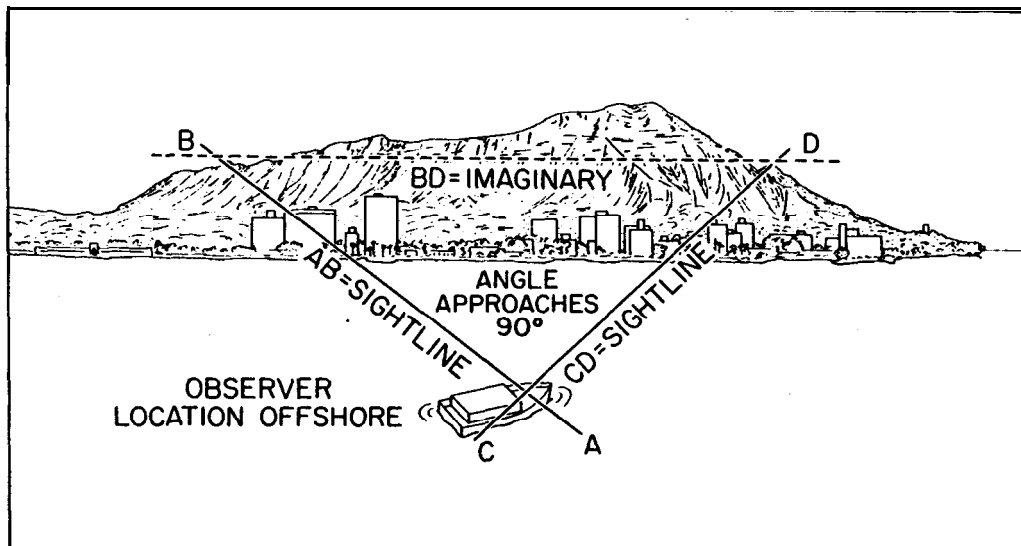 B
D
BD=IMAGINARY
AB=SIGHTLINE
ANGLE
APPROACHES
90°
CD=SIGHTLINE
OBSERVER
LOCATION OFFSHORE
C
A